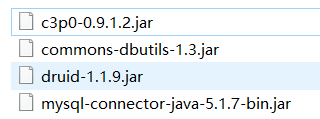 c3p0-0.9.1.2.jar
commons-dbutils-1.3.jar
druid-1.1.9.jar
mysql-connector-java-5.1.7-bin.jar